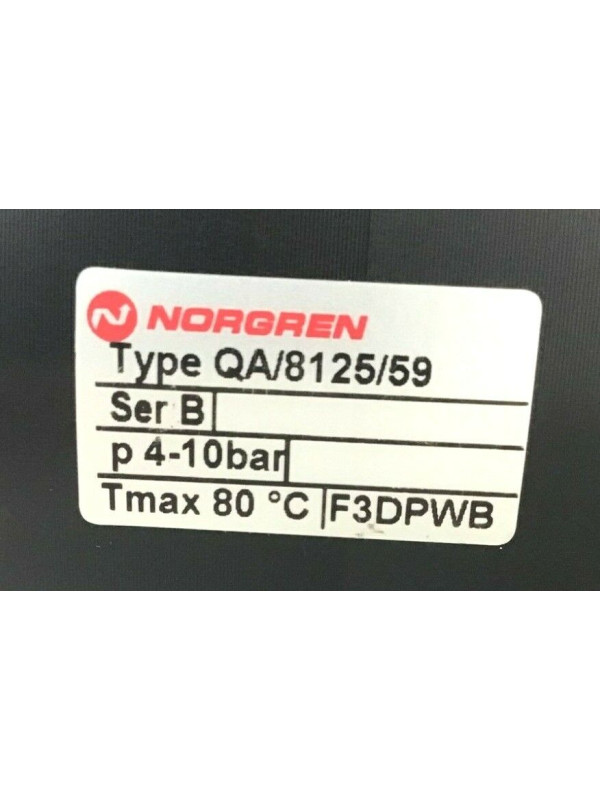 NORGREN
Type QA/8125/59
Ser B
p 4-10bar
Tmax 80 °C F3DPWB